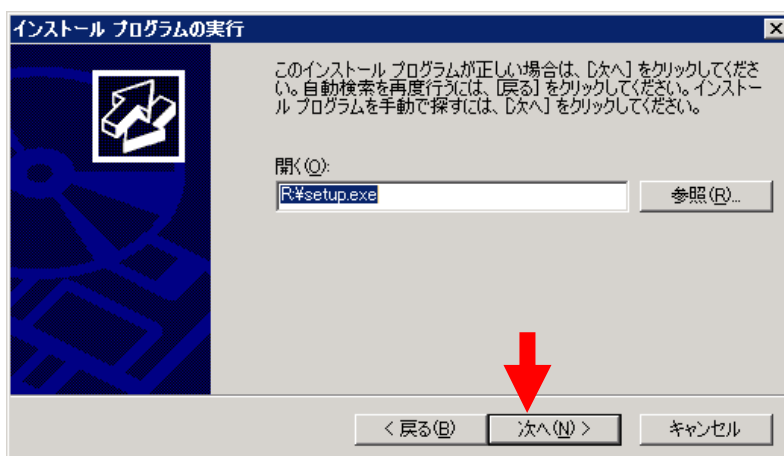 インストール プログラムの実行
このインストール プログラムが正しい場合は、[次へ] をクリックしてくださ
い。自動検索を再度行うには、[戻る] をクリックしてください。インストー
ル プログラムを手動で探すには、[次へ] をクリックしてください。
開く(O):
R:¥setup.exe
参照(R)...
< 戻る(B)
次へ(N) >
キャンセル